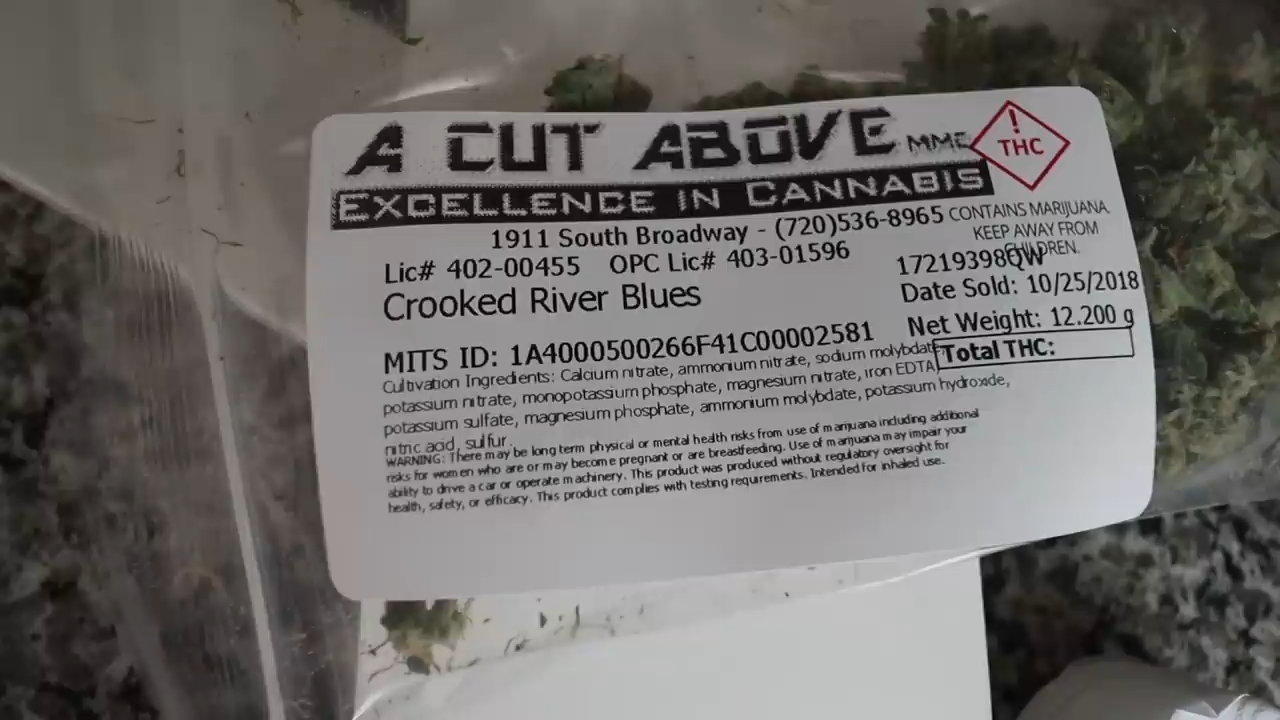 A CUT ABOVE MMC
! THC
EXCELLENCE IN CANNABIS
1911 South Broadway - (720)536-8965
CONTAINS MARIJUANA.
KEEP AWAY FROM
CHILDREN.
Lic# 402-00455 OPC Lic# 403-01596
17219398QW
Crooked River Blues
Date Sold: 10/25/2018
Net Weight: 12.200 g
MITS ID: 1A4000500266F41C00002581
Total THC:
Cultivation Ingredients: Calcium nitrate, ammonium nitrate, sodium molybdate
potassium nitrate, monopotassium phosphate, magnesium nitrate, iron EDTA,
potassium sulfate, magnesium phosphate, ammonium molybdate, potassium hydroxide,
nitric acid, sulfur.
WARNING: There may be long term physical or mental health risks from use of marijuana including additional
risks for women who are or may become pregnant or are breastfeeding. Use of marijuana may impair your
ability to drive a car or operate machinery. This product was produced without regulatory oversight for
health, safety, or efficacy. This product complies with testing requirements. Intended for inhaled use.